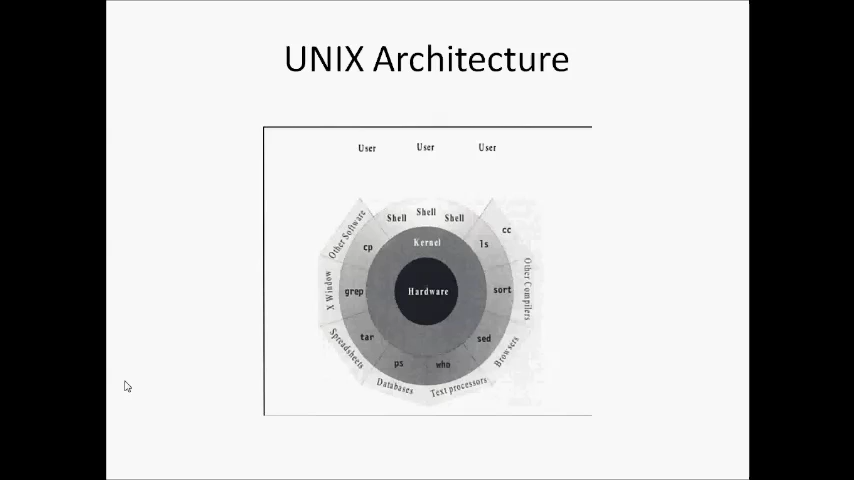 UNIX Architecture
User User User
Shell Shell Shell
Other Software
cc
Kernel
cp
ls
X Window
grep
Hardware
sort
Other Compilers
tar
sed
Spreadsheets
Browsers
ps
who
Databases
Text processors